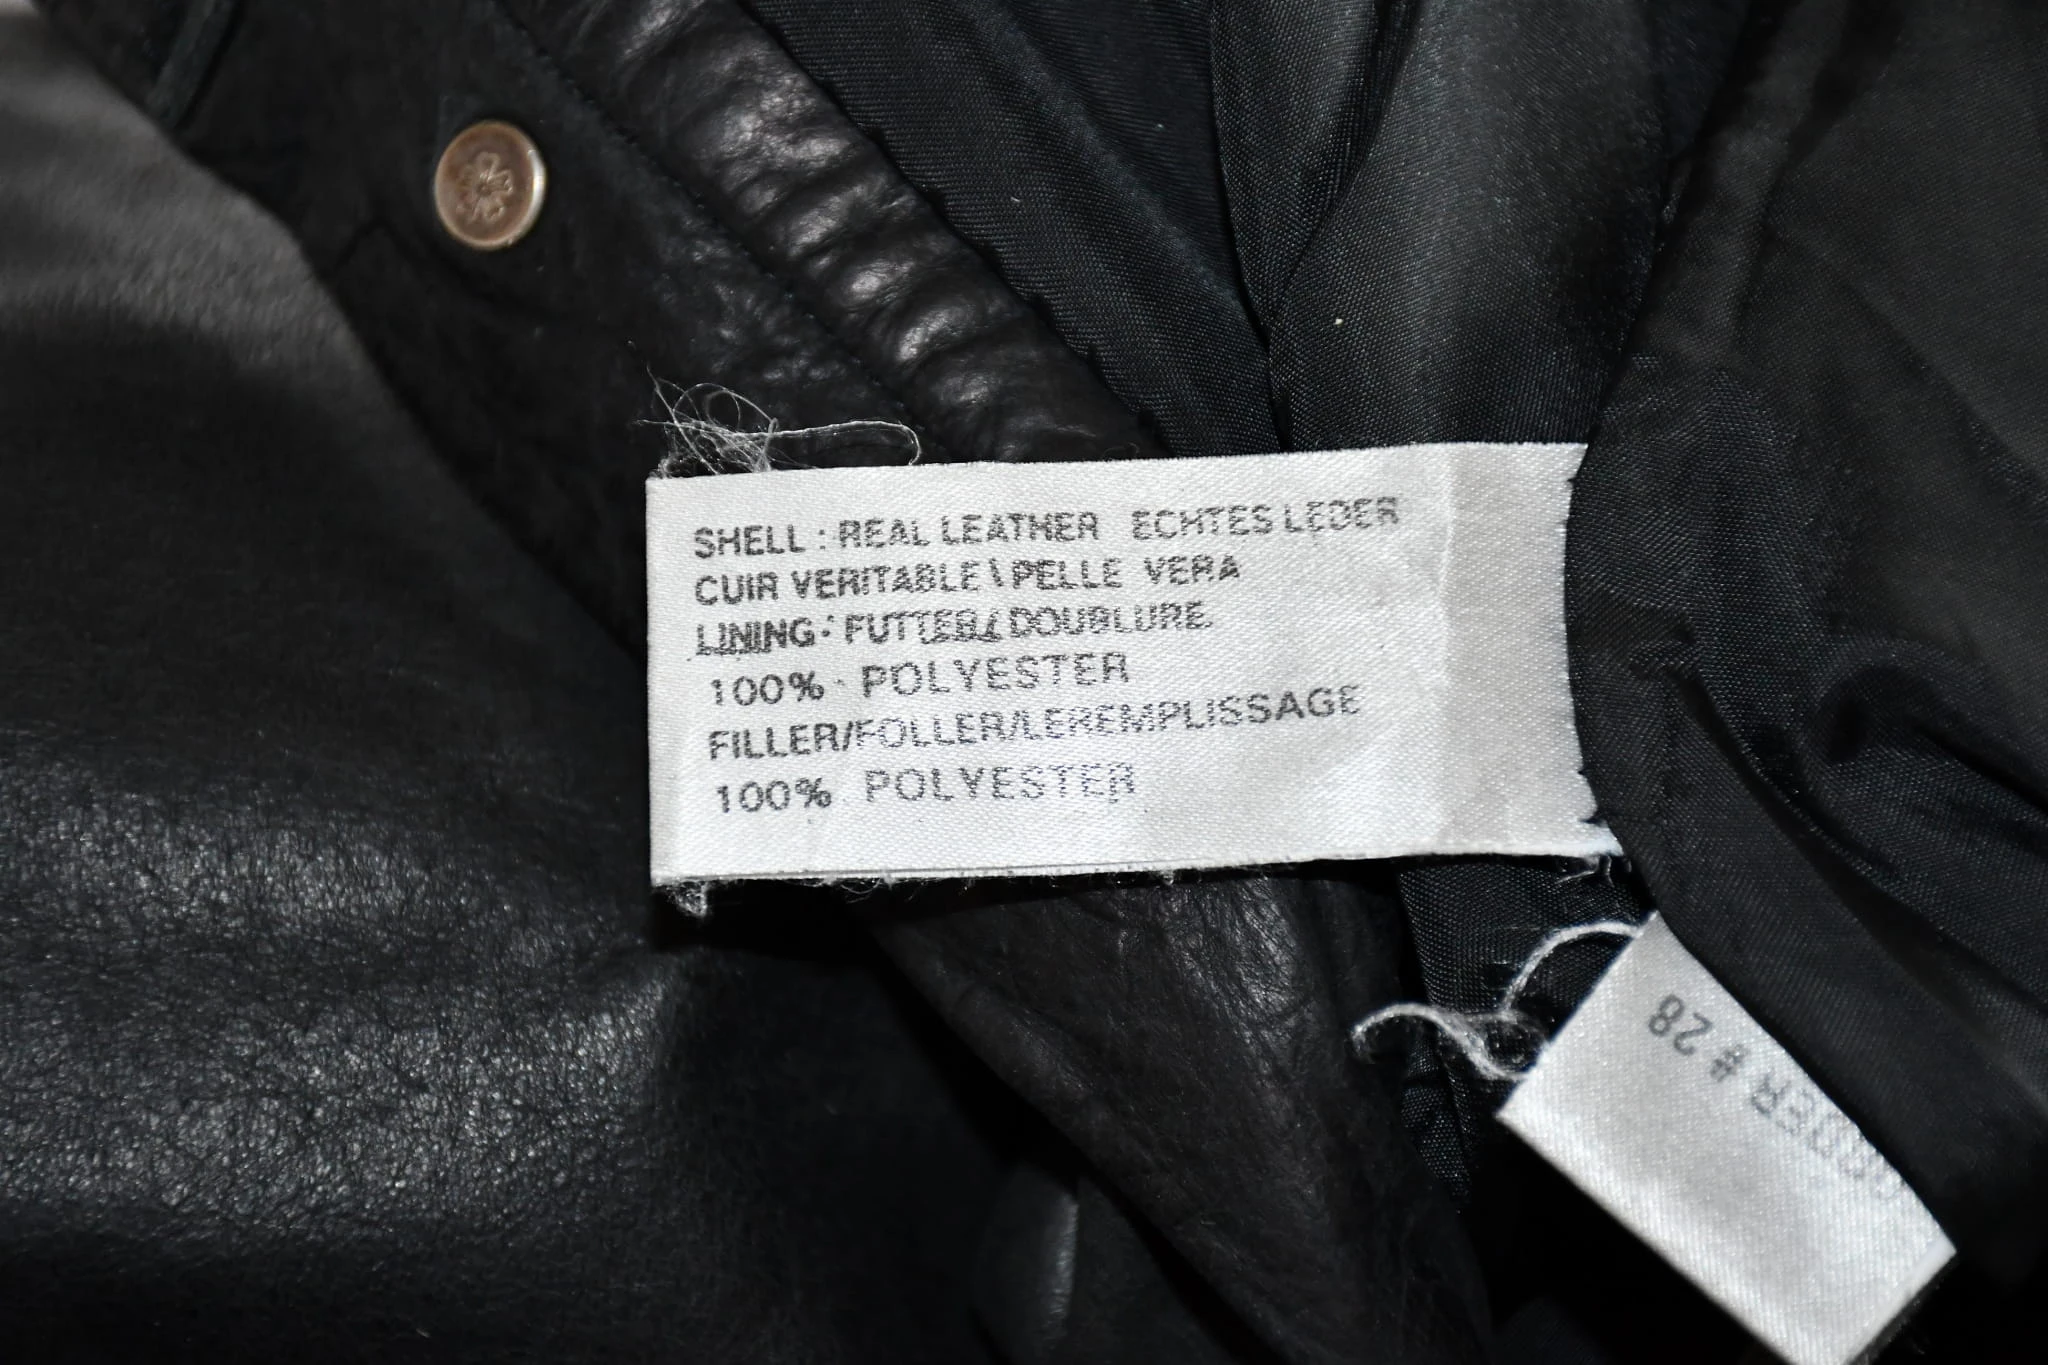 SHELL : REAL LEATHER ECHTES LEDER
CUIR VERITABLE \ PELLE VERA
LINING: FUTTER/DOUBLURE
100% POLYESTER
FILLER/FOLLER/LEREMPLISSAGE
100% POLYESTER
# 28